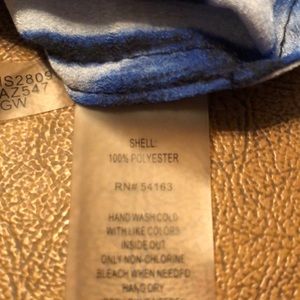 IS2809
AZ547
GW
SHELL:
100% POLYESTER
RN# 54163
HAND WASH COLD
WITH LIKE COLORS
INSIDE OUT
ONLY NON-CHLORINE
BLEACH WHEN NEEDED
HANG DRY